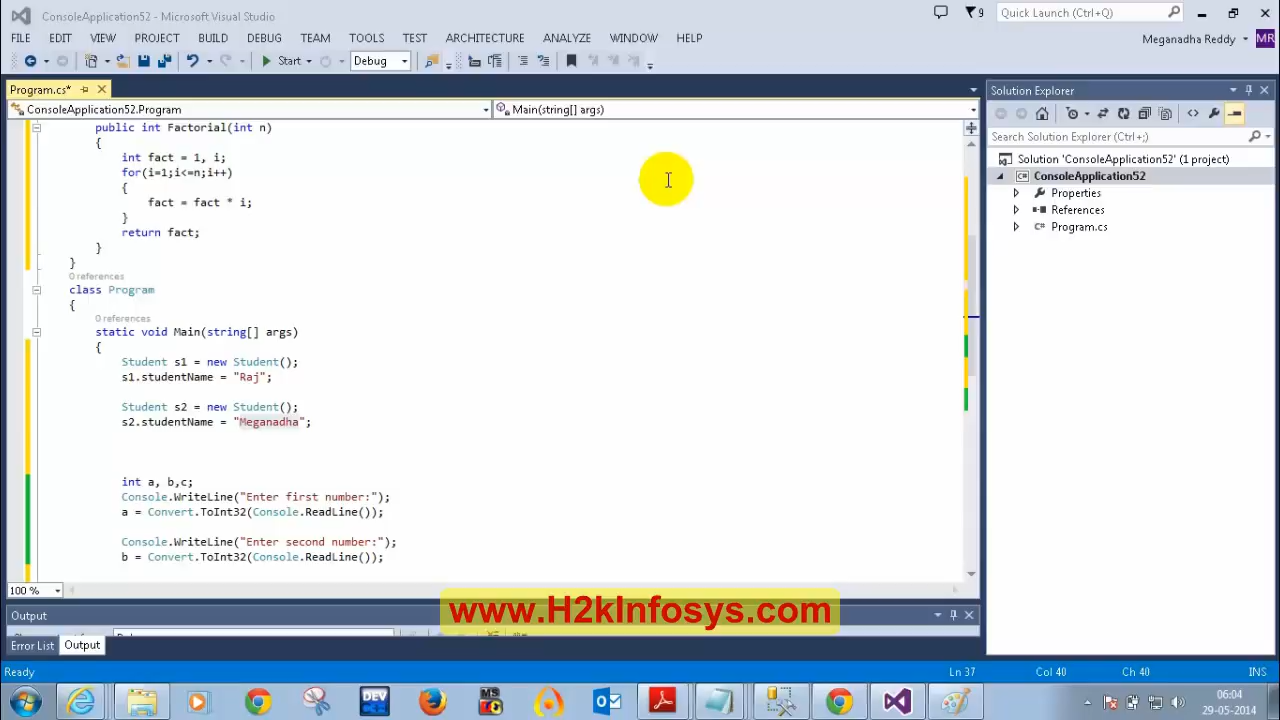 ConsoleApplication52 - Microsoft Visual Studio
9
Quick Launch (Ctrl+Q)
FILE EDIT VIEW PROJECT BUILD DEBUG TEAM TOOLS TEST ARCHITECTURE ANALYZE WINDOW HELP
Meganadha Reddy MR
Start Debug
Program.cs*
ConsoleApplication52.Program
Main(string[] args)
public int Factorial(int n)
{
int fact = 1, i;
for(i=1;i<=n;i++)
{
fact = fact * i;
}
return fact;
}
}
0 references
class Program
{
0 references
static void Main(string[] args)
{
Student s1 = new Student();
s1.studentName = "Raj";
Student s2 = new Student();
s2.studentName = "Meganadha";
int a, b,c;
Console.WriteLine("Enter first number:");
a = Convert.ToInt32(Console.ReadLine());
Console.WriteLine("Enter second number:");
b = Convert.ToInt32(Console.ReadLine());
100 %
Solution Explorer
Search Solution Explorer (Ctrl+;)
Solution 'ConsoleApplication52' (1 project)
ConsoleApplication52
Properties
References
Program.cs
www.H2kInfosys.com
Output
Error List Output
Ready
Ln 37 Col 40 Ch 40 INS
DEV
MS
06:04
29-05-2014